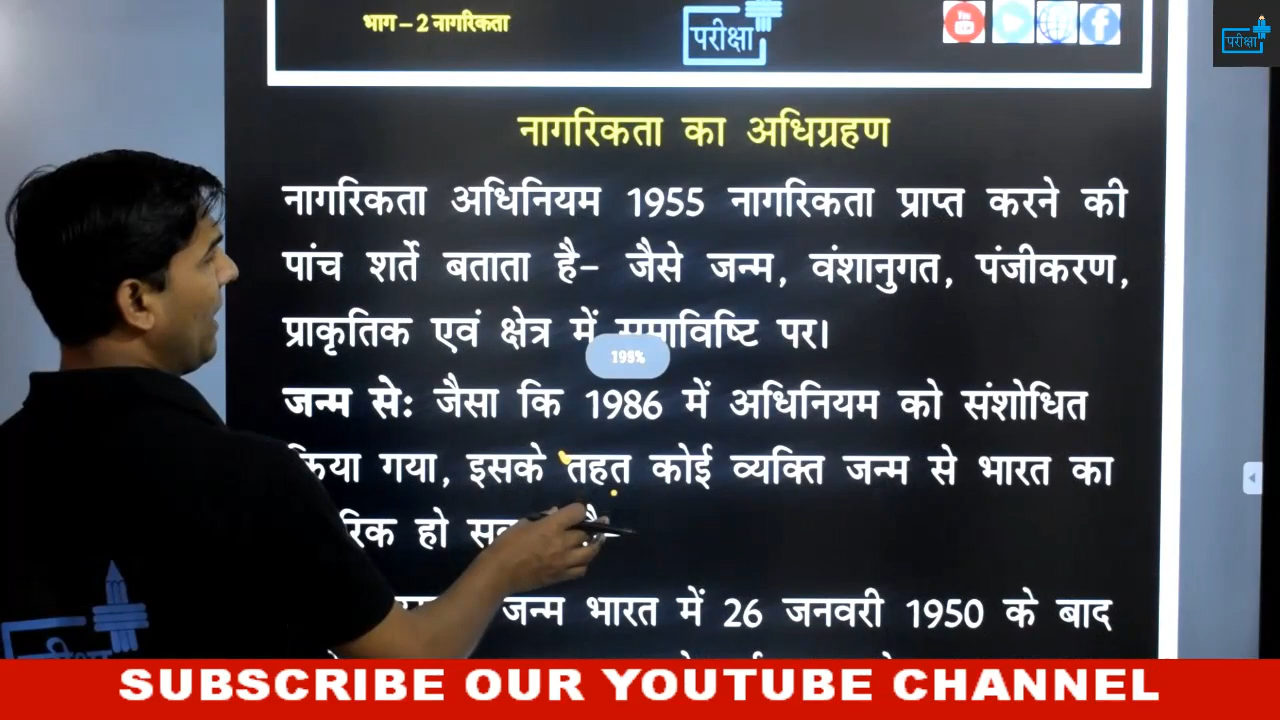 भाग – 2 नागरिकता
परीक्षा
You
परीक्षा
नागरिकता का अधिग्रहण
नागरिकता अधिनियम 1955 नागरिकता प्राप्त करने की
पांच शर्ते बताता है– जैसे जन्म, वंशानुगत, पंजीकरण,
प्राकृतिक एवं क्षेत्र में पर।
जन्म से: जैसा कि 1986 में अधिनियम को संशोधित
किया गया, इसके तहत कोई व्यक्ति जन्म से भारत का
हो
जन्म भारत में 26 जनवरी 1950 के बाद
SUBSCRIBE OUR YOUTUBE CHANNEL